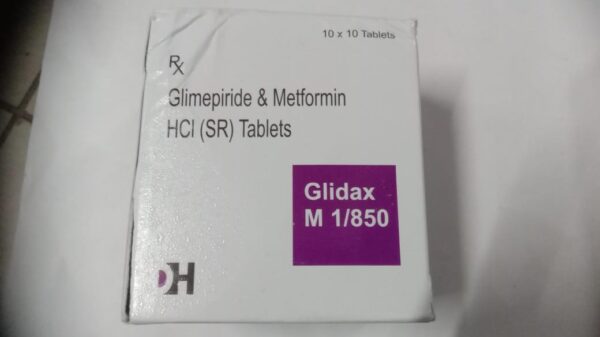 10 x 10 Tablets
Rx
Glimepiride & Metformin
HCl (SR) Tablets
Glidax
M 1/850
DH